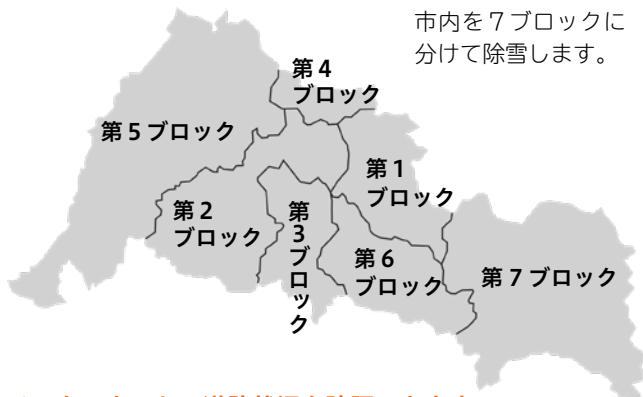 市内を７ブロックに
分けて除雪します。
第４
ブロック
第５ブロック
第１
ブロック
第２
ブロック
第３ブロック
第６
ブロック
第７ブロック